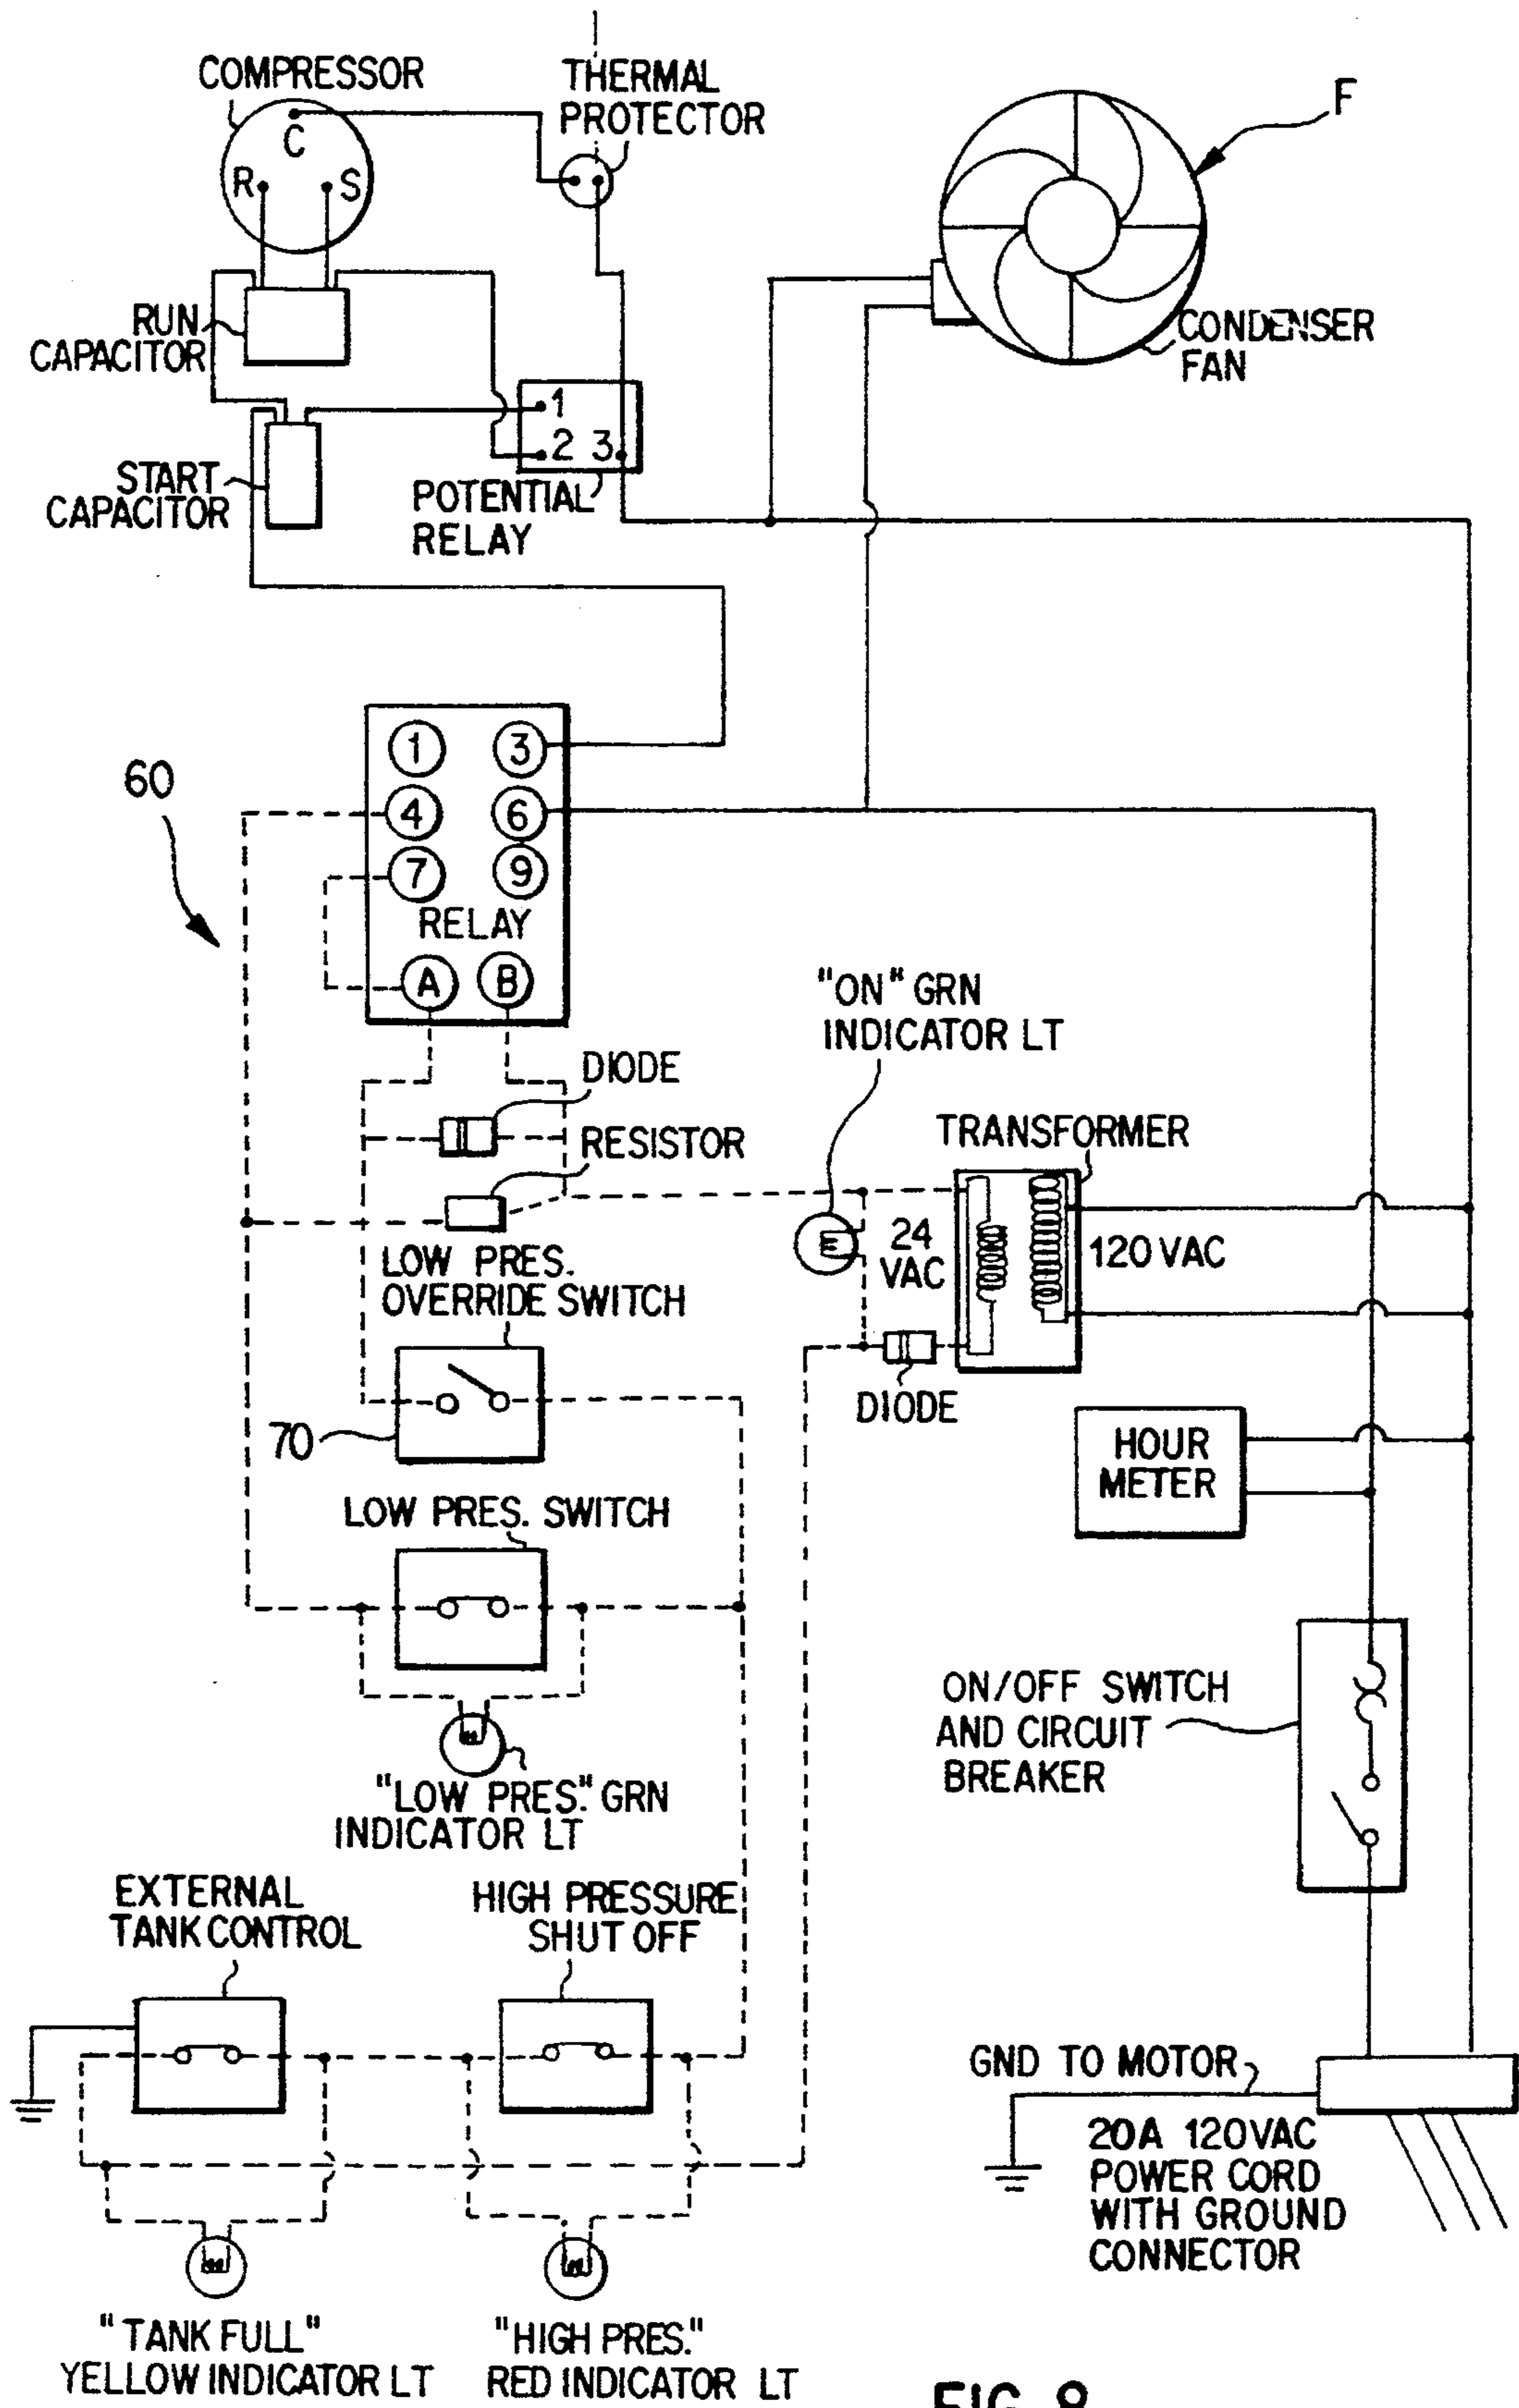 COMPRESSOR
THERMAL
PROTECTOR
F
C
R
S
RUN
CAPACITOR
CONDENSER
FAN
1
2 3
START
CAPACITOR
POTENTIAL
RELAY
1 3
60
4 6
7 9
RELAY
A B
"ON" GRN
INDICATOR LT
DIODE
TRANSFORMER
RESISTOR
24
VAC
120 VAC
LOW PRES.
OVERRIDE SWITCH
DIODE
70
HOUR
METER
LOW PRES. SWITCH
ON/OFF SWITCH
AND CIRCUIT
BREAKER
"LOW PRES." GRN
INDICATOR LT
EXTERNAL
TANK CONTROL
HIGH PRESSURE
SHUT OFF
GND TO MOTOR
20A 120VAC
POWER CORD
WITH GROUND
CONNECTOR
"TANK FULL"
YELLOW INDICATOR LT
"HIGH PRES."
RED INDICATOR LT